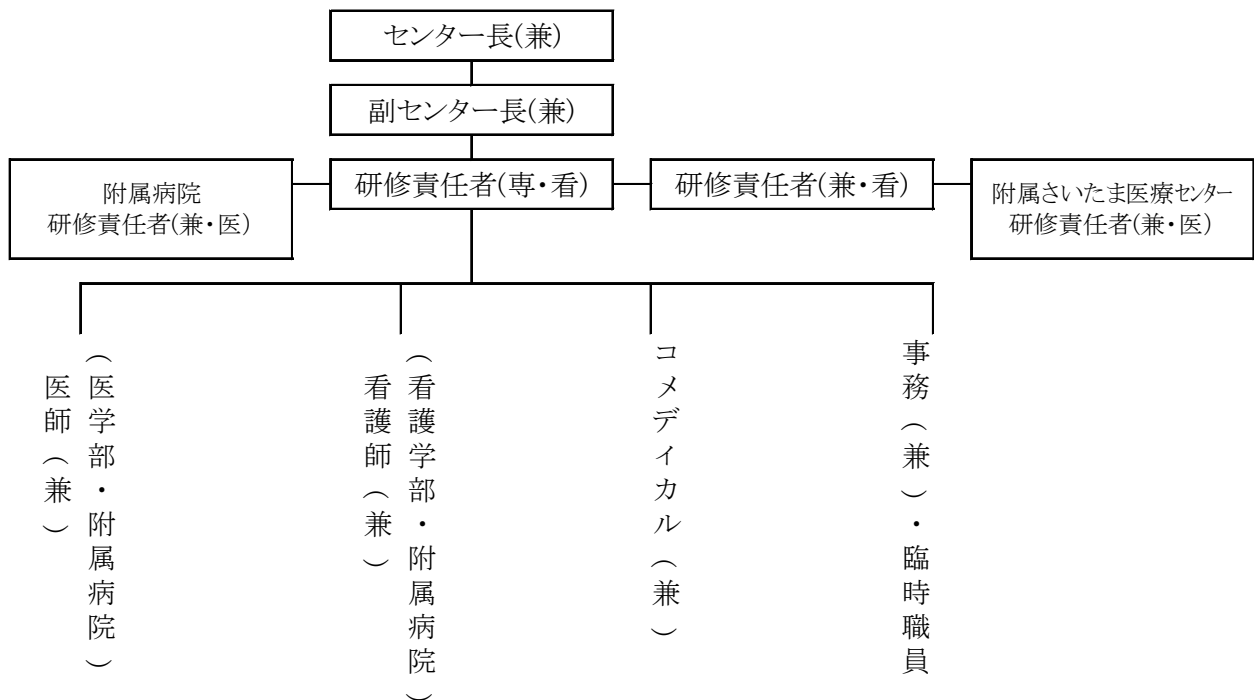 センター長(兼)
副センター長(兼)
附属病院
研修責任者(兼・医)
研修責任者(専・看)
研修責任者(兼・看)
附属さいたま医療センター
研修責任者(兼・医)
医師(兼)
(医学部・附属病院)
看護師(兼)
(看護学部・附属病院)
コメデイカル(兼)
事務(兼)・臨時職員